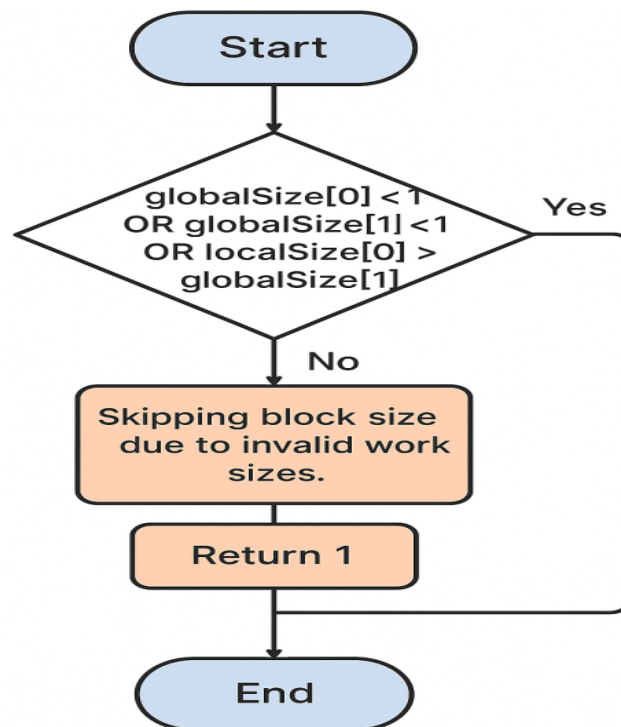 Start
globalSize[0] < 1
OR globalSize[1] < 1
OR localSize[0] >
globalSize[1]
Yes
No
Skipping block size
due to invalid work
sizes.
Return 1
End